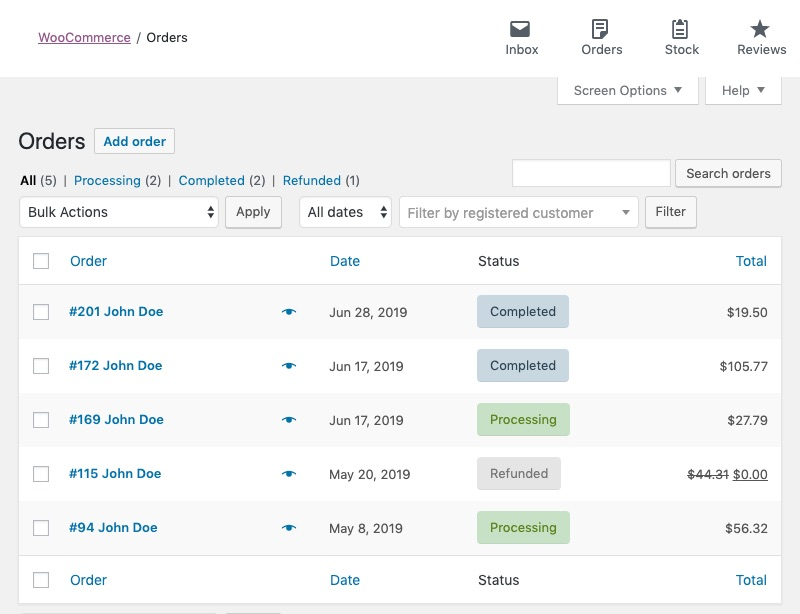 WooCommerce / Orders
Inbox Orders Stock Reviews
Screen Options Help
Orders Add order
All (5) | Processing (2) | Completed (2) | Refunded (1) Search orders
Bulk Actions Apply All dates Filter by registered customer Filter
Order Date Status Total
#201 John Doe Jun 28, 2019 Completed $19.50
#172 John Doe Jun 17, 2019 Completed $105.77
#169 John Doe Jun 17, 2019 Processing $27.79
#115 John Doe May 20, 2019 Refunded $44.31 $0.00
#94 John Doe May 8, 2019 Processing $56.32
Order Date Status Total